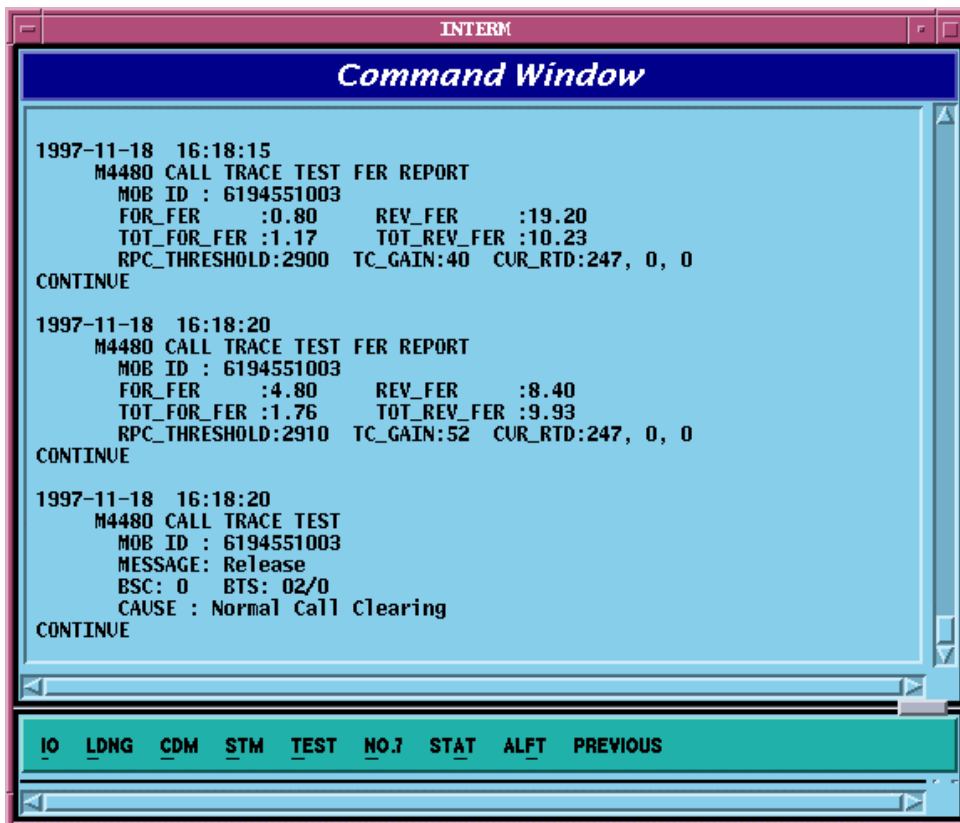 INTERM
Command Window
1997-11-18  16:18:15
M4480 CALL TRACE TEST FER REPORT
MOB ID : 6194551003
FOR_FER :0.80 REV_FER :19.20
TOT_FOR_FER :1.17 TOT_REV_FER :10.23
RPC_THRESHOLD:2900 TC_GAIN:40 CUR_RTD:247, 0, 0
CONTINUE
1997-11-18  16:18:20
M4480 CALL TRACE TEST FER REPORT
MOB ID : 6194551003
FOR_FER :4.80 REV_FER :8.40
TOT_FOR_FER :1.76 TOT_REV_FER :9.93
RPC_THRESHOLD:2910 TC_GAIN:52 CUR_RTD:247, 0, 0
CONTINUE
1997-11-18  16:18:20
M4480 CALL TRACE TEST
MOB ID : 6194551003
MESSAGE: Release
BSC: 0 BTS: 02/0
CAUSE : Normal Call Clearing
CONTINUE
IO LDNG CDM STM TEST NO.7 STAT ALFT PREVIOUS